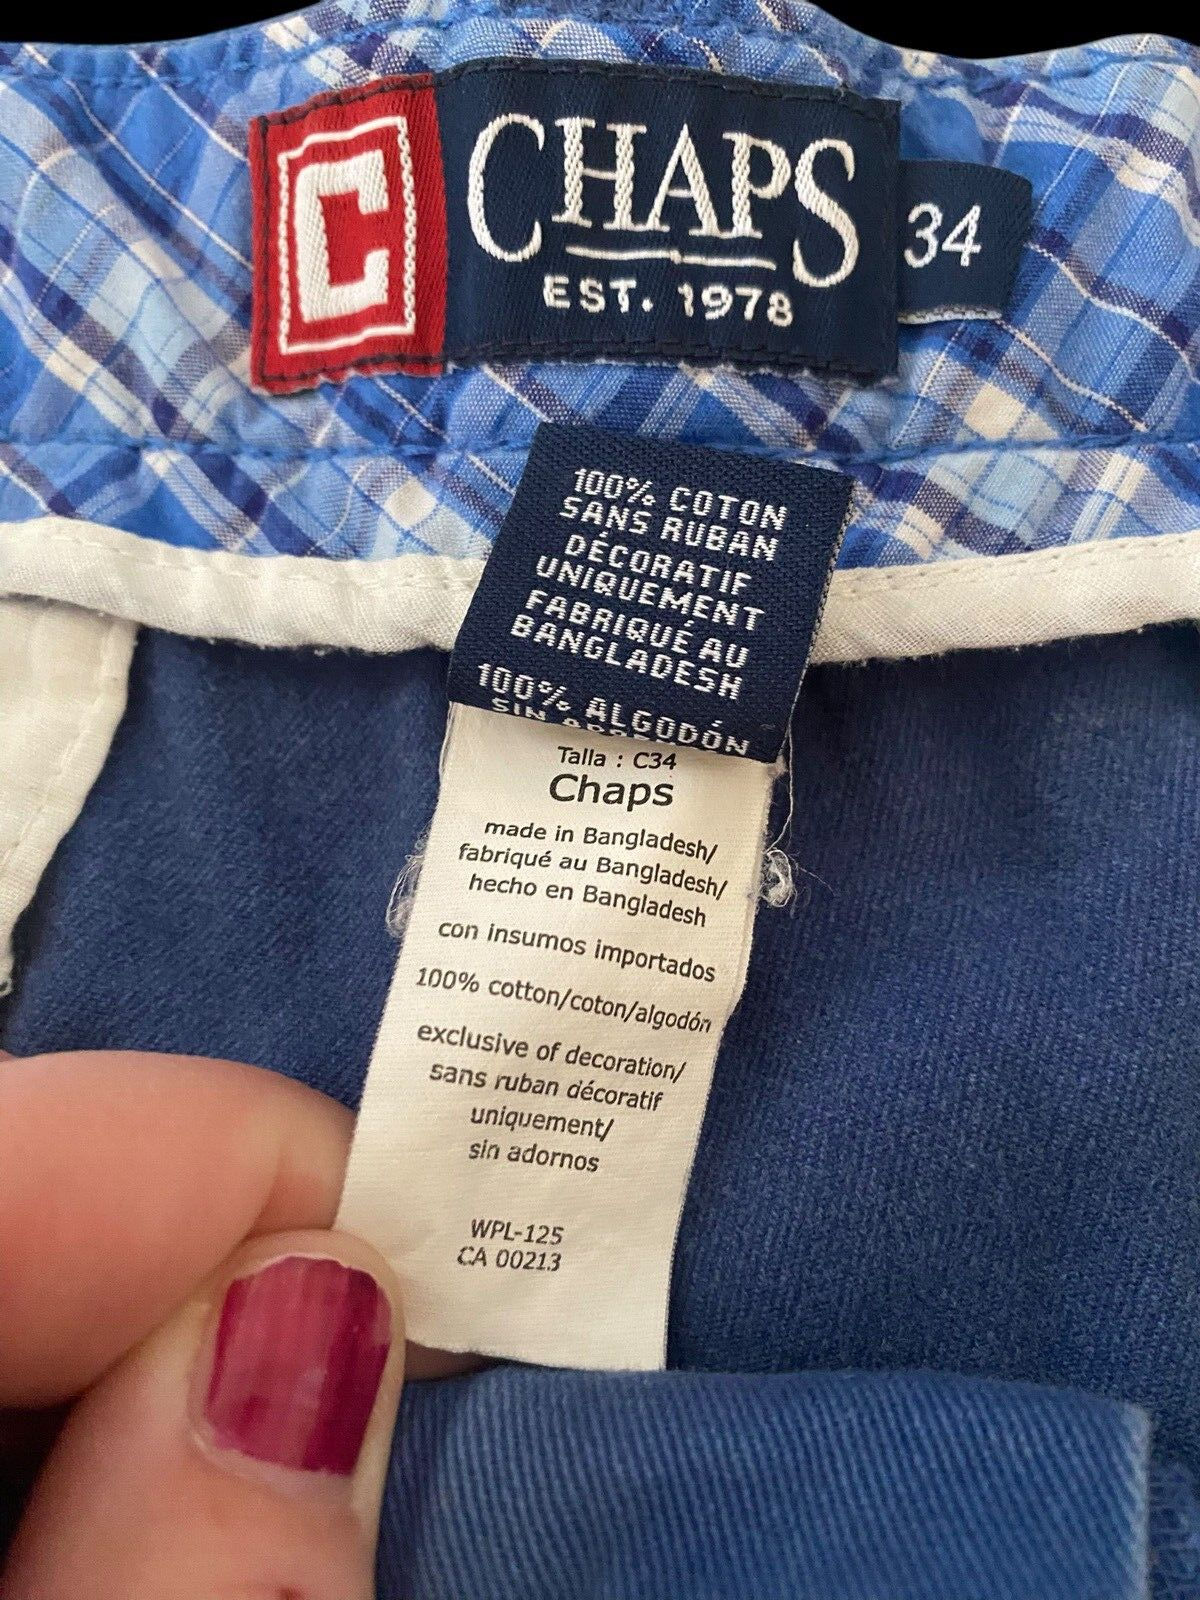 C
CHAPS
EST. 1978
34
100% COTON
SANS RUBAN
DÉCORATIF
UNIQUEMENT
FABRIQUÉ AU
BANGLADESH
100% ALGODÓN
SIN
Talla : C34
Chaps
made in Bangladesh/
fabriqué au Bangladesh/
hecho en Bangladesh
con insumos importados
100% cotton/coton/algodón
exclusive of decoration/
sans ruban décoratif
uniquement/
sin adornos
WPL-125
CA 00213